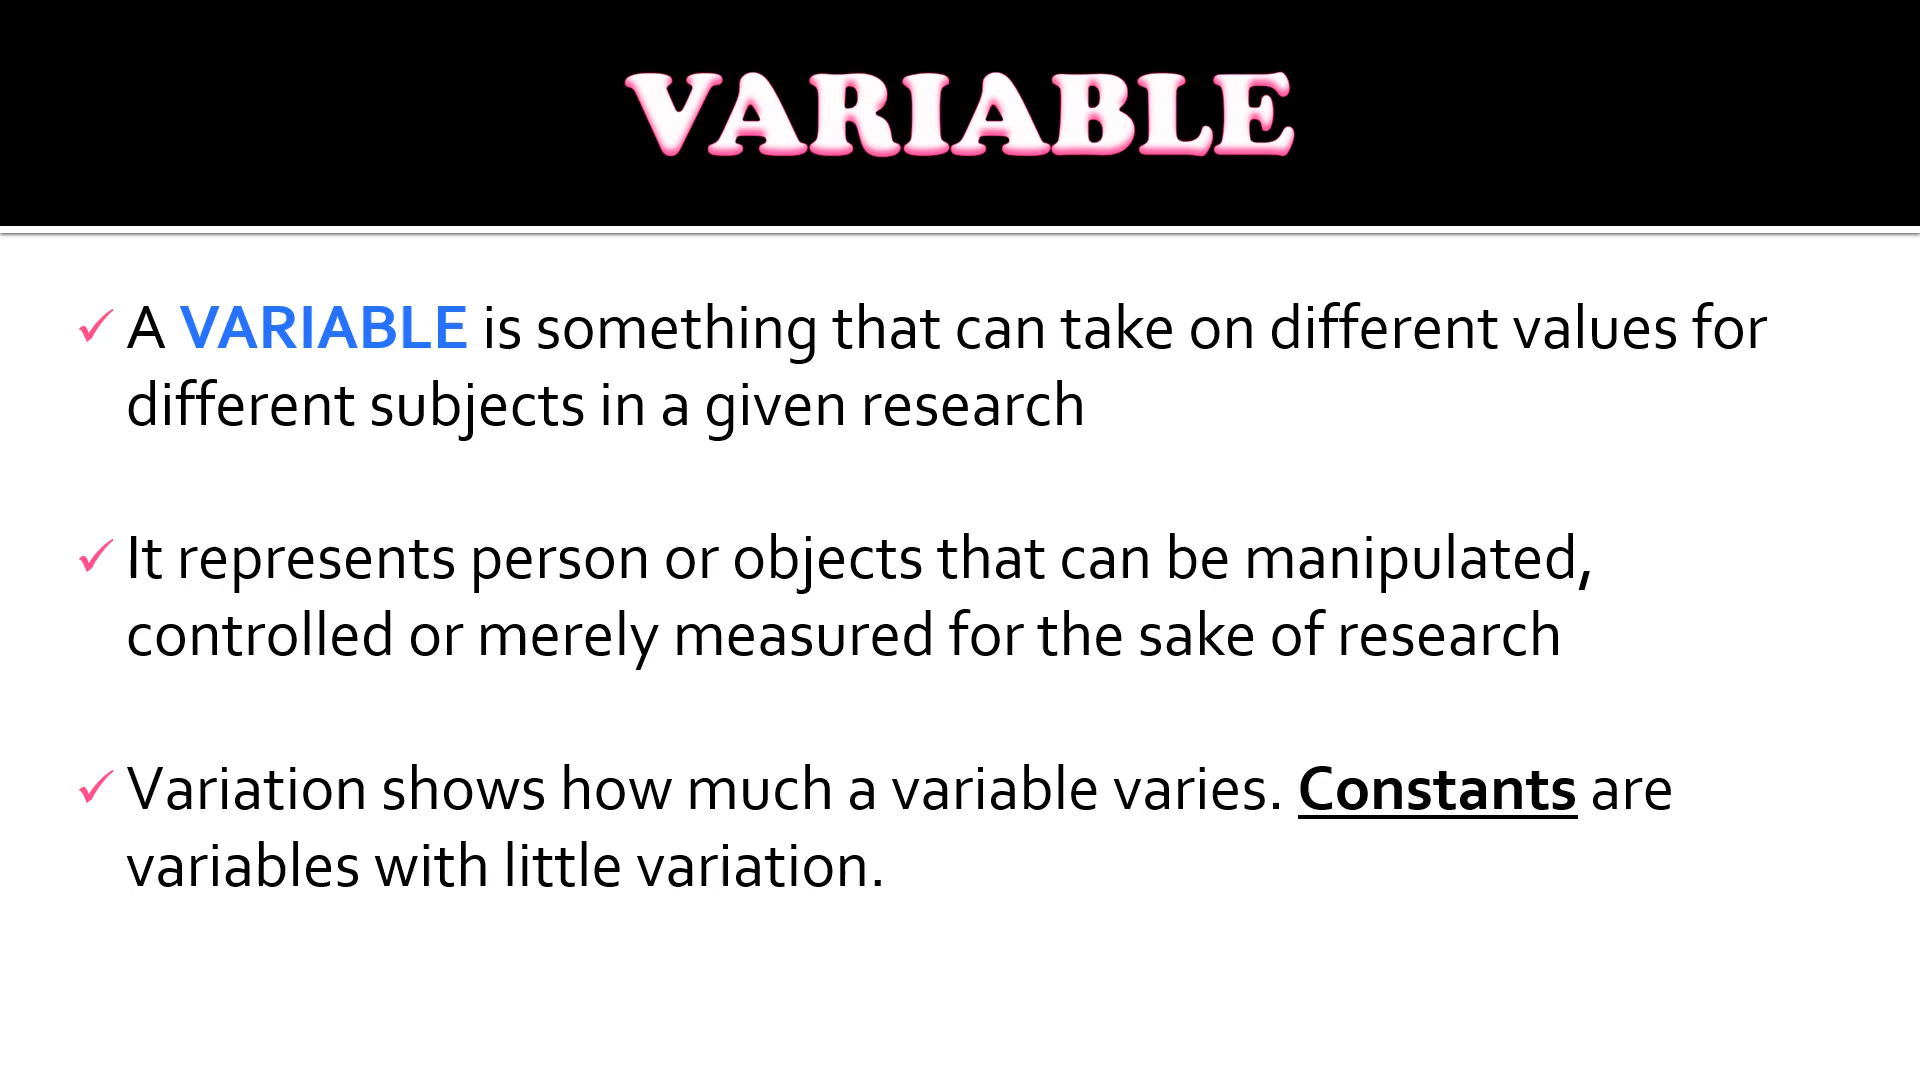 VARIABLE
✓ A VARIABLE is something that can take on different values for
different subjects in a given research
✓ It represents person or objects that can be manipulated,
controlled or merely measured for the sake of research
✓ Variation shows how much a variable varies. Constants are
variables with little variation.